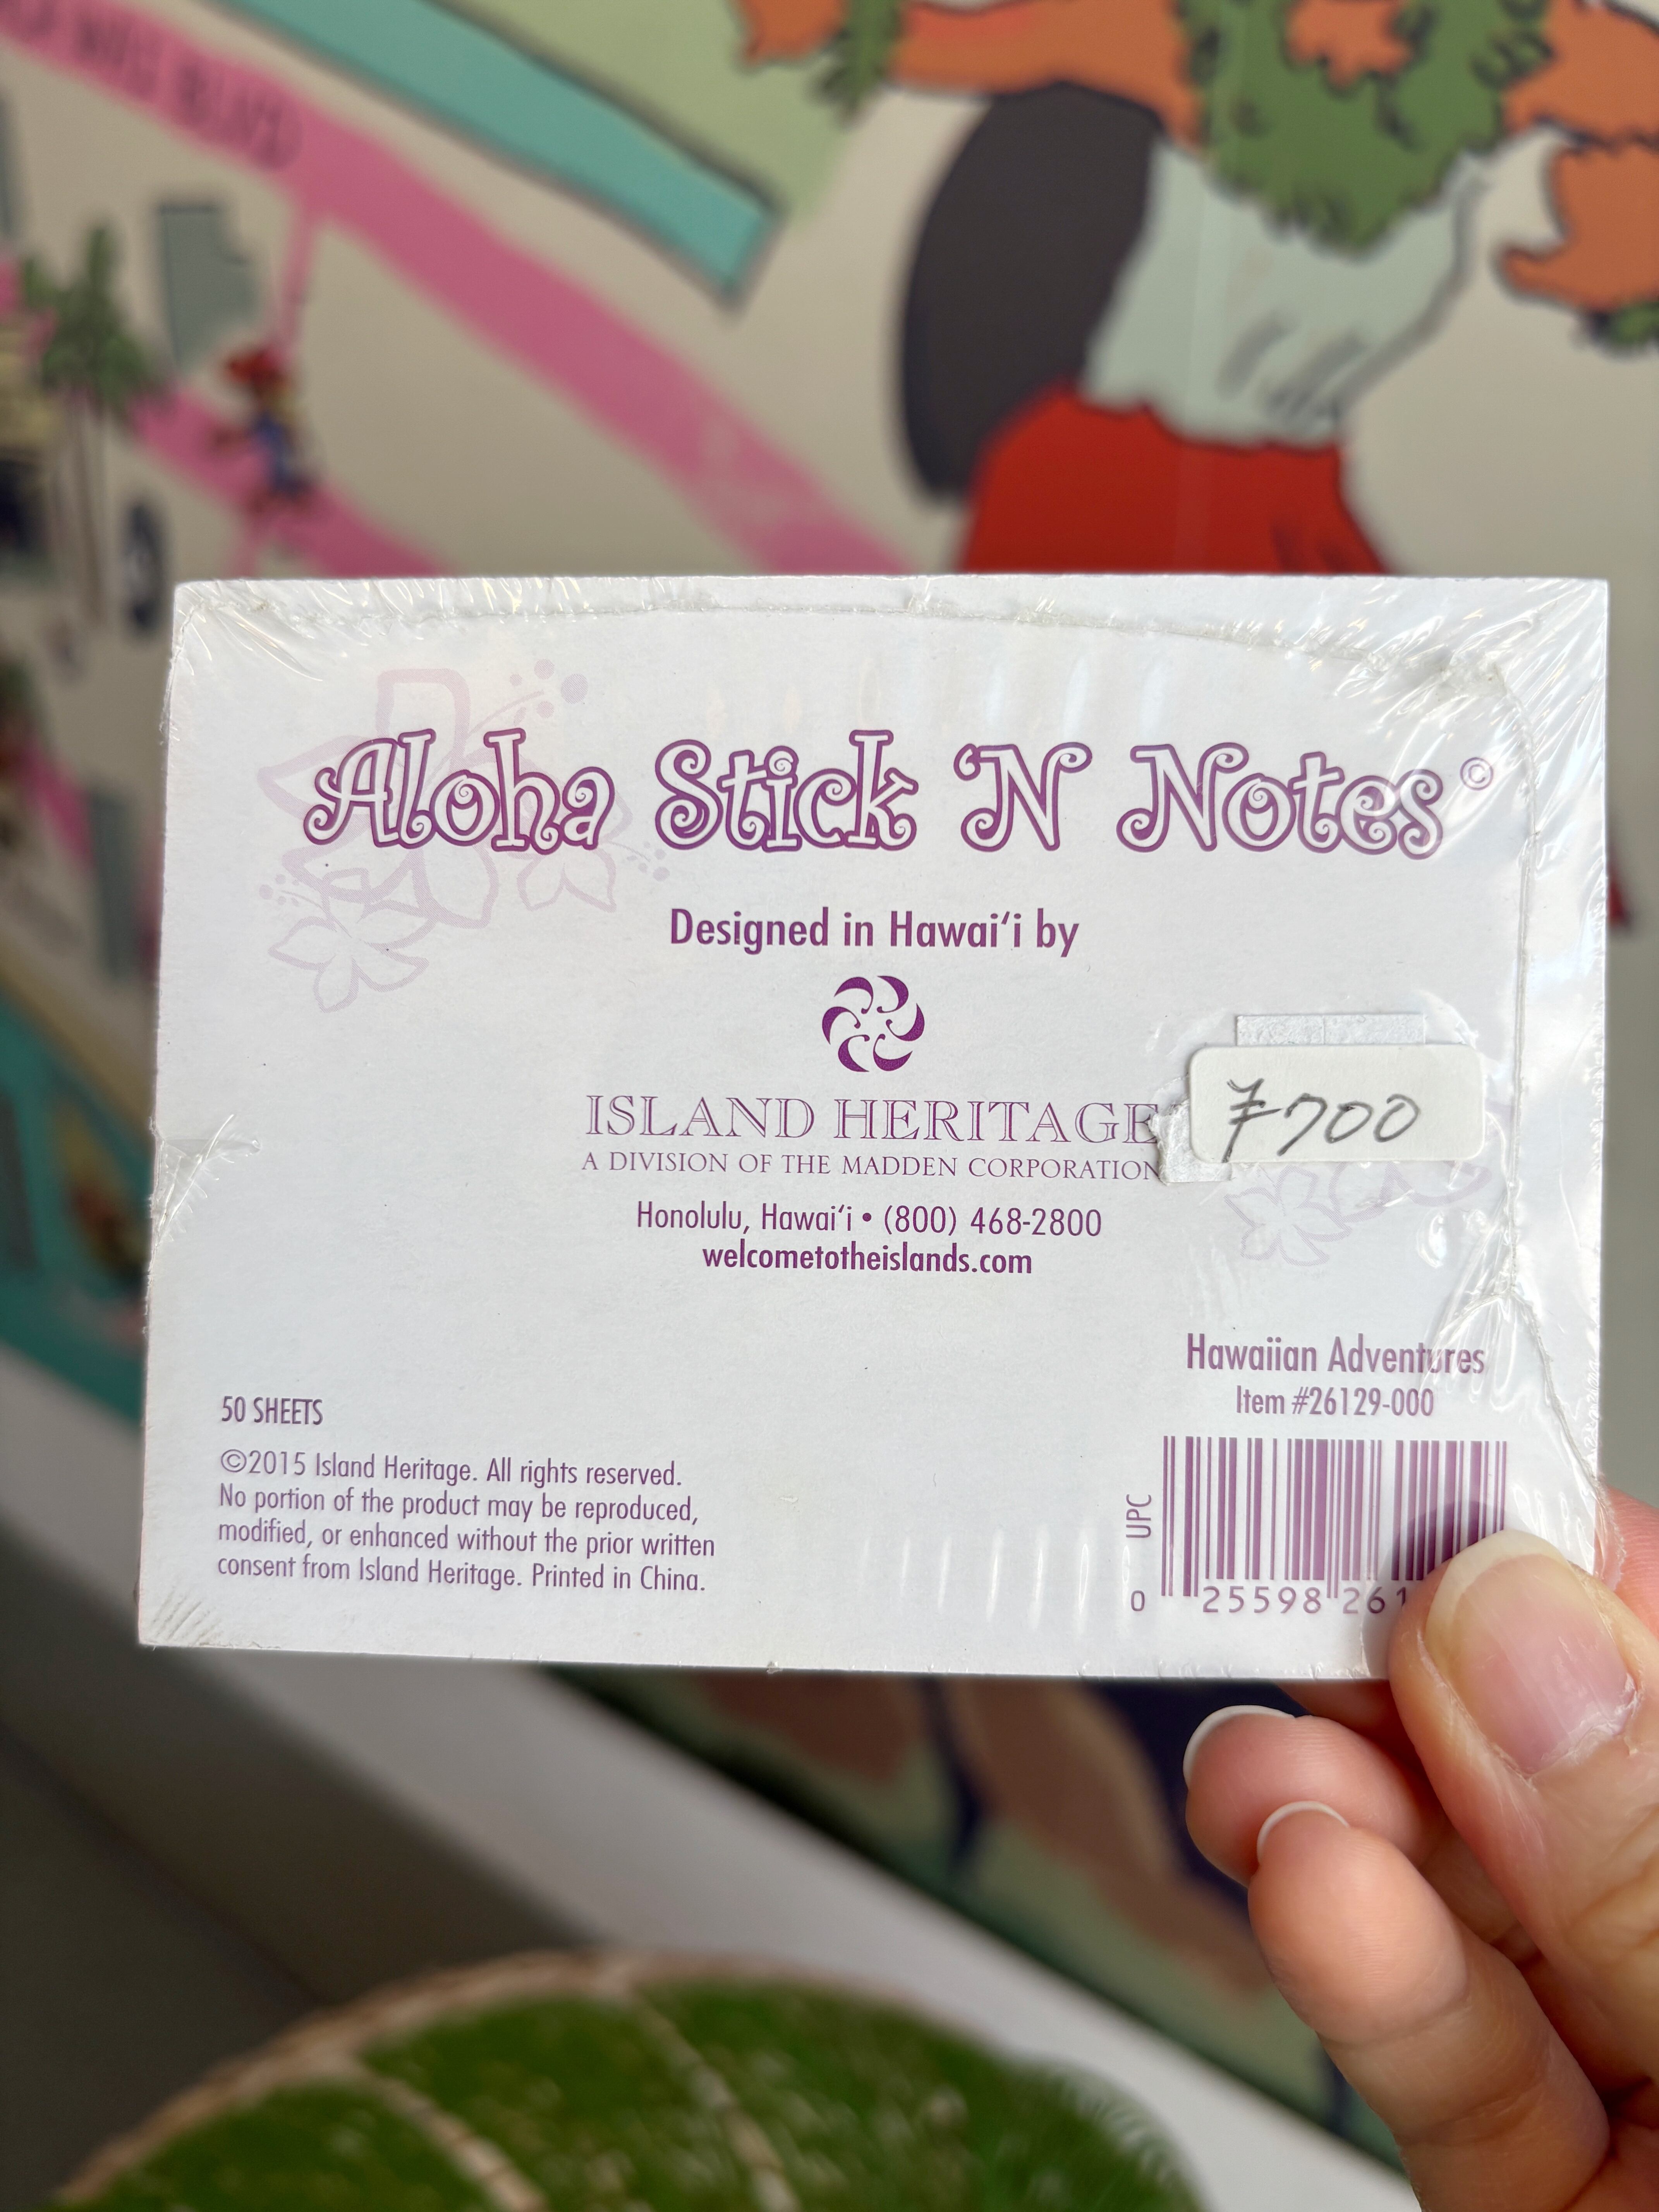 Aloha Stick 'N Notes©
Designed in Hawai‘i by
ISLAND HERITAGE
A DIVISION OF THE MADDEN CORPORATION
¥700
Honolulu, Hawai‘i • (800) 468-2800
welcometotheislands.com
Hawaiian Adventures
Item #26129-000
50 SHEETS
©2015 Island Heritage. All rights reserved.
No portion of the product may be reproduced,
modified, or enhanced without the prior written
consent from Island Heritage. Printed in China.
UPC
0 25598 261